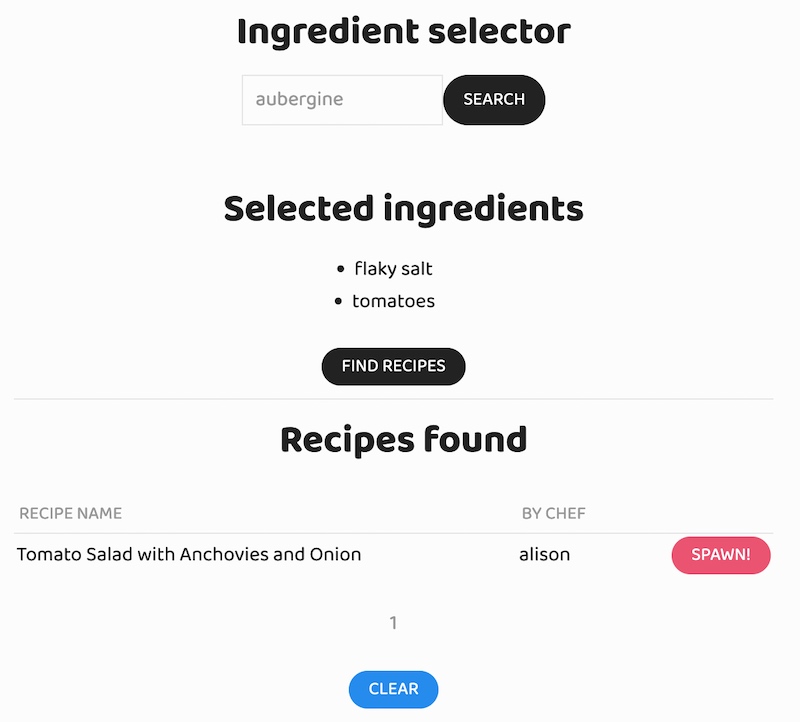 Ingredient selector
aubergine SEARCH
Selected ingredients
• flaky salt
• tomatoes
FIND RECIPES
Recipes found
RECIPE NAME BY CHEF
Tomato Salad with Anchovies and Onion alison SPAWN!
1
CLEAR